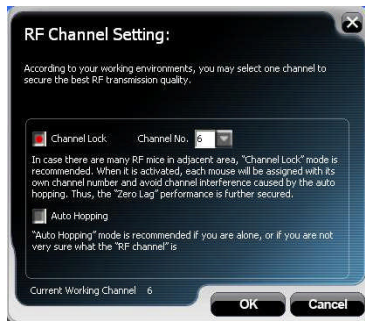 RF Channel Setting:
According to your working environments, you may select one channel to
secure the best RF transmission quality.
Channel Lock Channel No. 6
In case there are many RF mice in adjacent area, "Channel Lock" mode is
recommended. When it is activated, each mouse will be assigned with its
own channel number and avoid channel interference caused by the auto
hopping. Thus, the "Zero Lag" performance is further secured.
Auto Hopping
"Auto Hopping" mode is recommended if you are alone, or if you are not
very sure what the "RF channel" is
Current Working Channel 6
OK Cancel